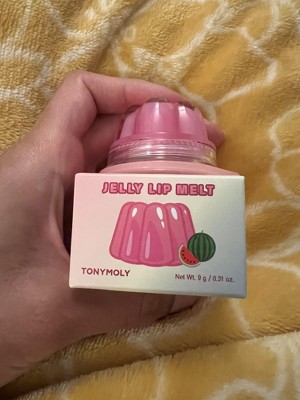 JELLY LIP MELT
TONYMOLY
Net Wt. 9 g / 0.31 oz.